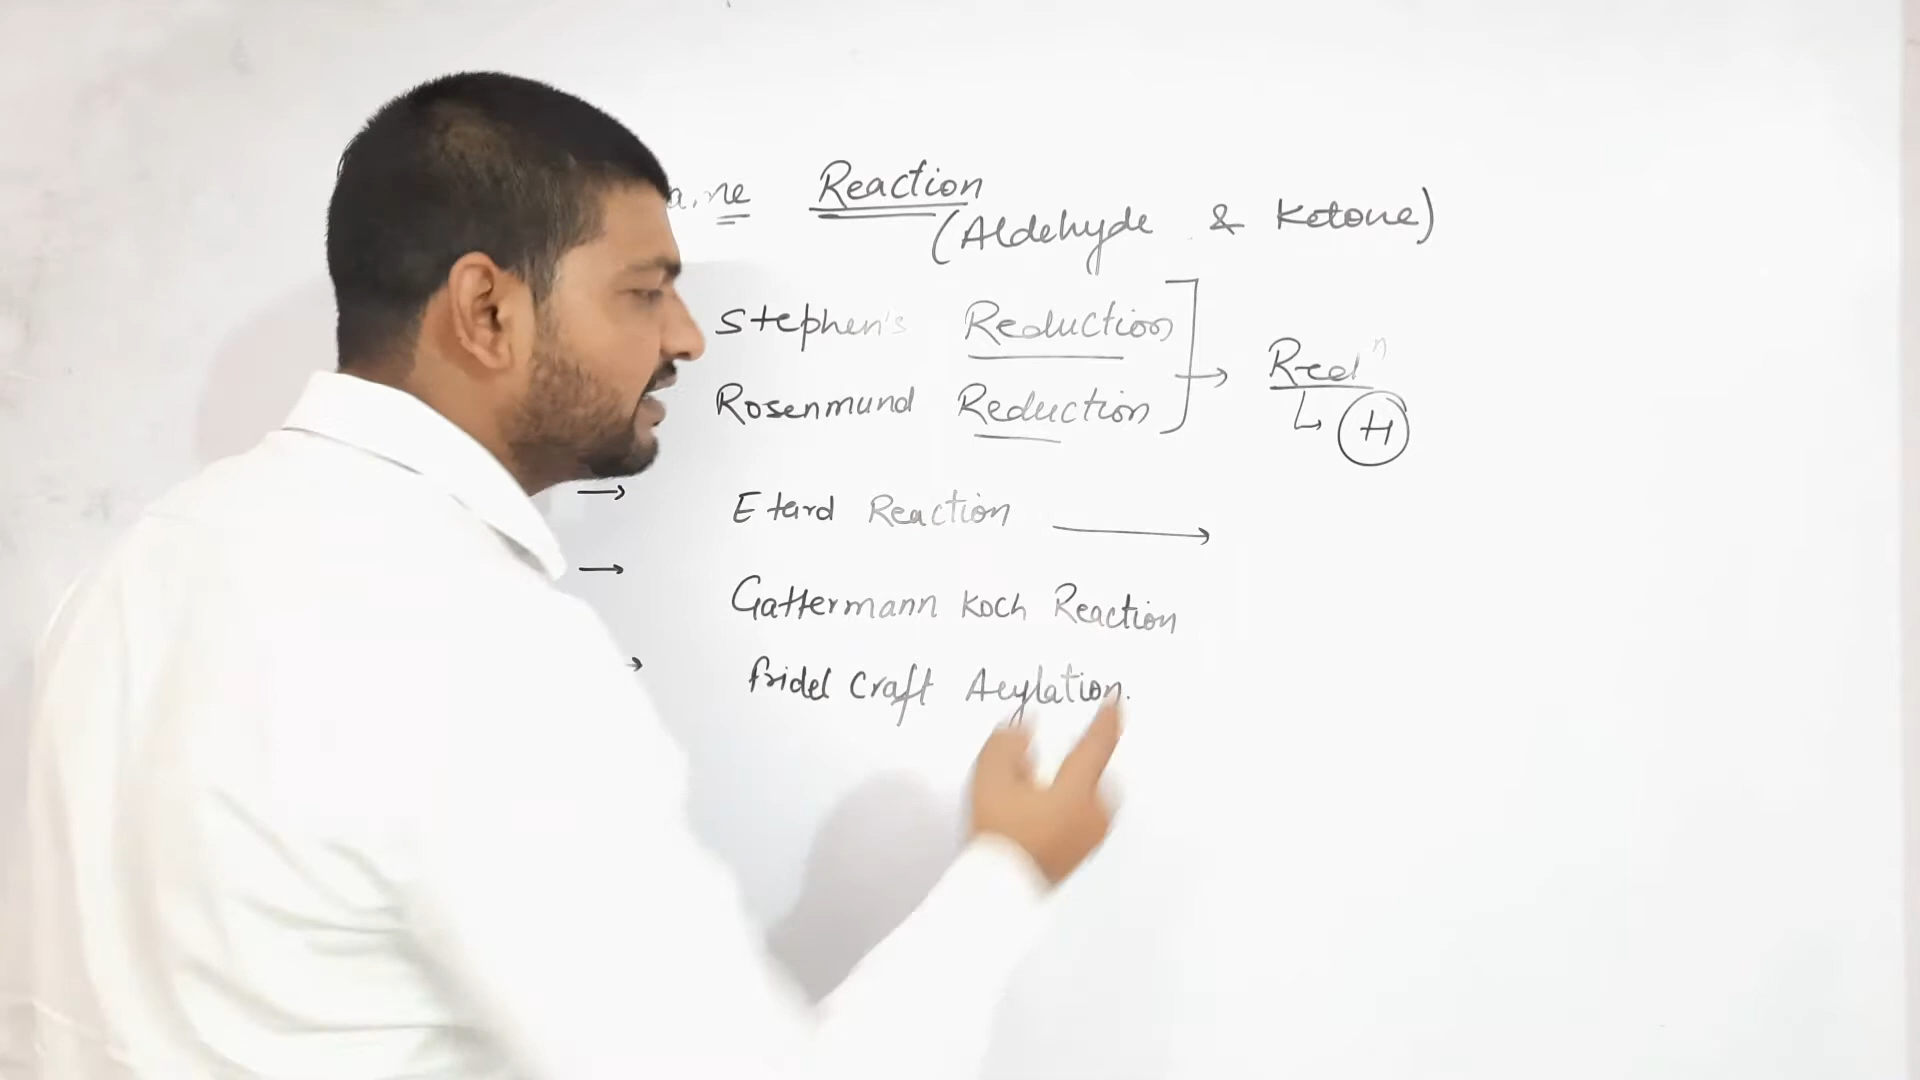 Reaction
(Aldehyde & Ketone)
Stephen's Reduction
Rosenmund Reduction
→ Redⁿ
↳ H
→ Etard Reaction →
→ Gattermann Koch Reaction
→ fridel Craft Acylation.